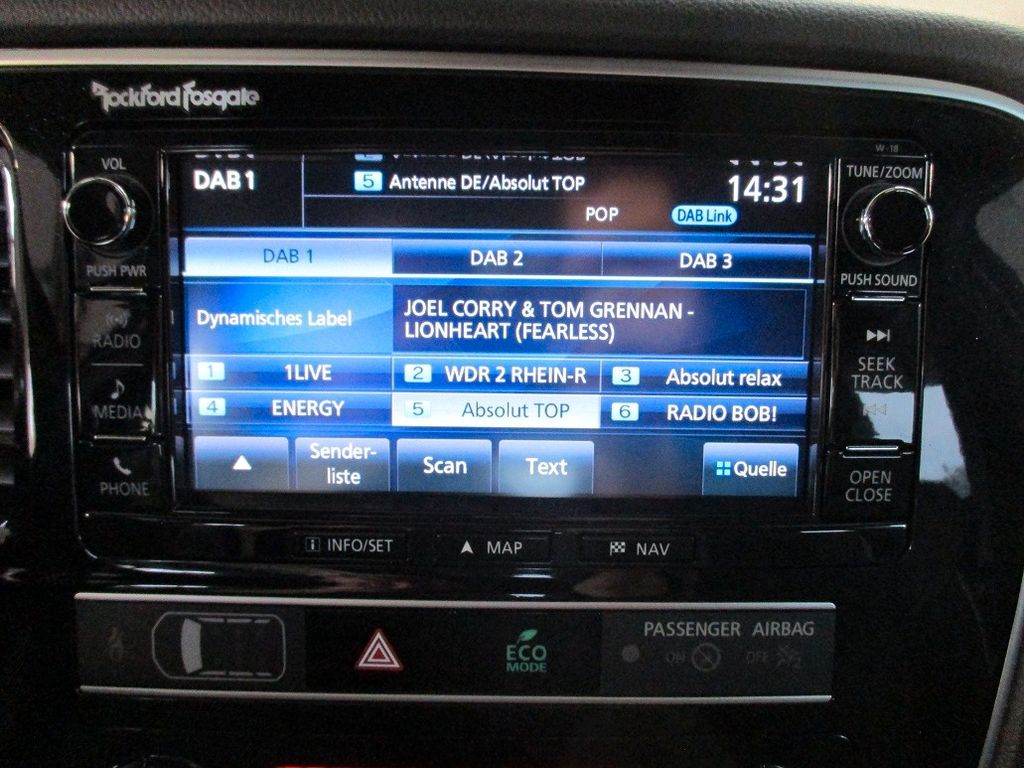 Rockford Fosgate
W-18
VOL
TUNE/ZOOM
DAB1
5 Antenne DE/Absolut TOP
14:31
POP
DAB Link
PUSH PWR
PUSH SOUND
DAB 1
DAB 2
DAB 3
Dynamisches Label
JOEL CORRY & TOM GRENNAN -
LIONHEART (FEARLESS)
RADIO
SEEK
TRACK
1 1LIVE
2 WDR 2 RHEIN-R
3 Absolut relax
MEDIA
4 ENERGY
5 Absolut TOP
6 RADIO BOB!
Sender-
liste
Scan
Text
Quelle
PHONE
OPEN
CLOSE
i INFO/SET
MAP
NAV
ECO
MODE
PASSENGER AIRBAG
ON
OFF